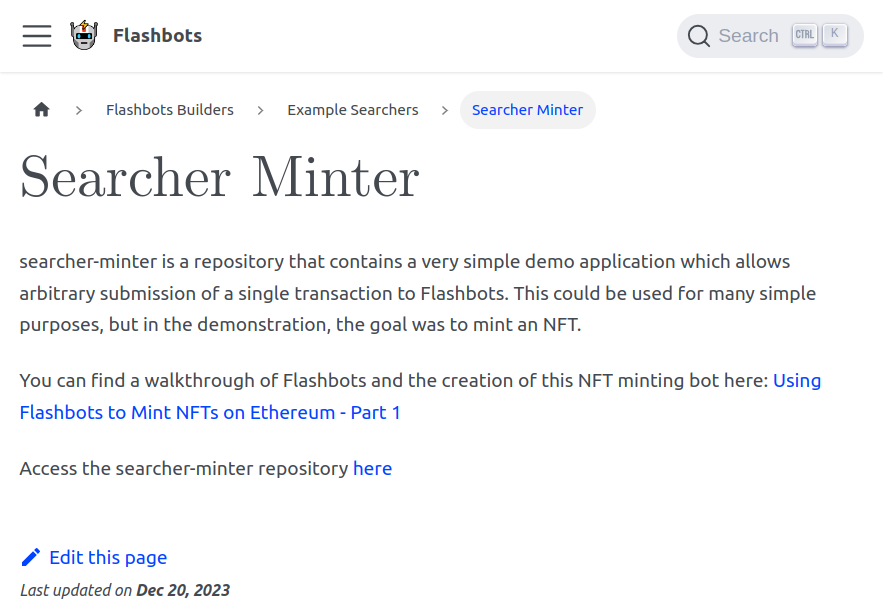 Flashbots
Search CTRL K
Flashbots Builders > Example Searchers > Searcher Minter
Searcher Minter
searcher-minter is a repository that contains a very simple demo application which allows
arbitrary submission of a single transaction to Flashbots. This could be used for many simple
purposes, but in the demonstration, the goal was to mint an NFT.
You can find a walkthrough of Flashbots and the creation of this NFT minting bot here: Using
Flashbots to Mint NFTs on Ethereum - Part 1
Access the searcher-minter repository here
Edit this page
Last updated on Dec 20, 2023